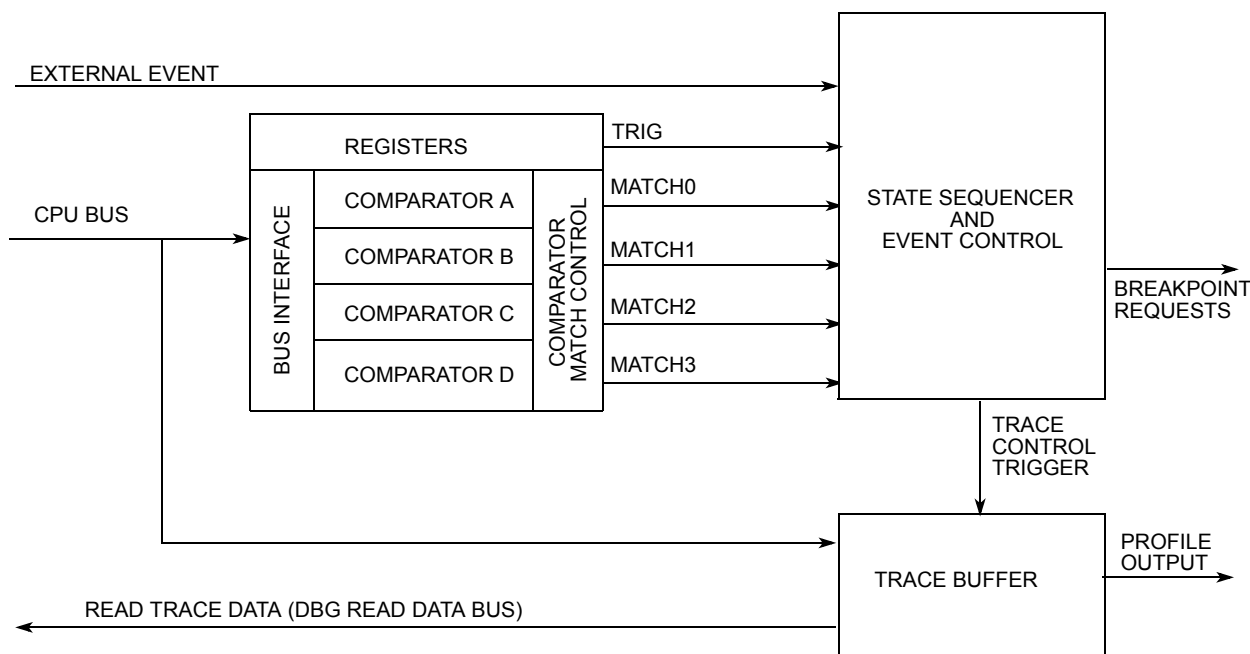 EXTERNAL EVENT
REGISTERS
TRIG
CPU BUS
BUS INTERFACE
COMPARATOR A
COMPARATOR B
COMPARATOR C
COMPARATOR D
COMPARATOR
MATCH CONTROL
MATCH0
MATCH1
MATCH2
MATCH3
STATE SEQUENCER
AND
EVENT CONTROL
BREAKPOINT
REQUESTS
TRACE
CONTROL
TRIGGER
TRACE BUFFER
PROFILE
OUTPUT
READ TRACE DATA (DBG READ DATA BUS)